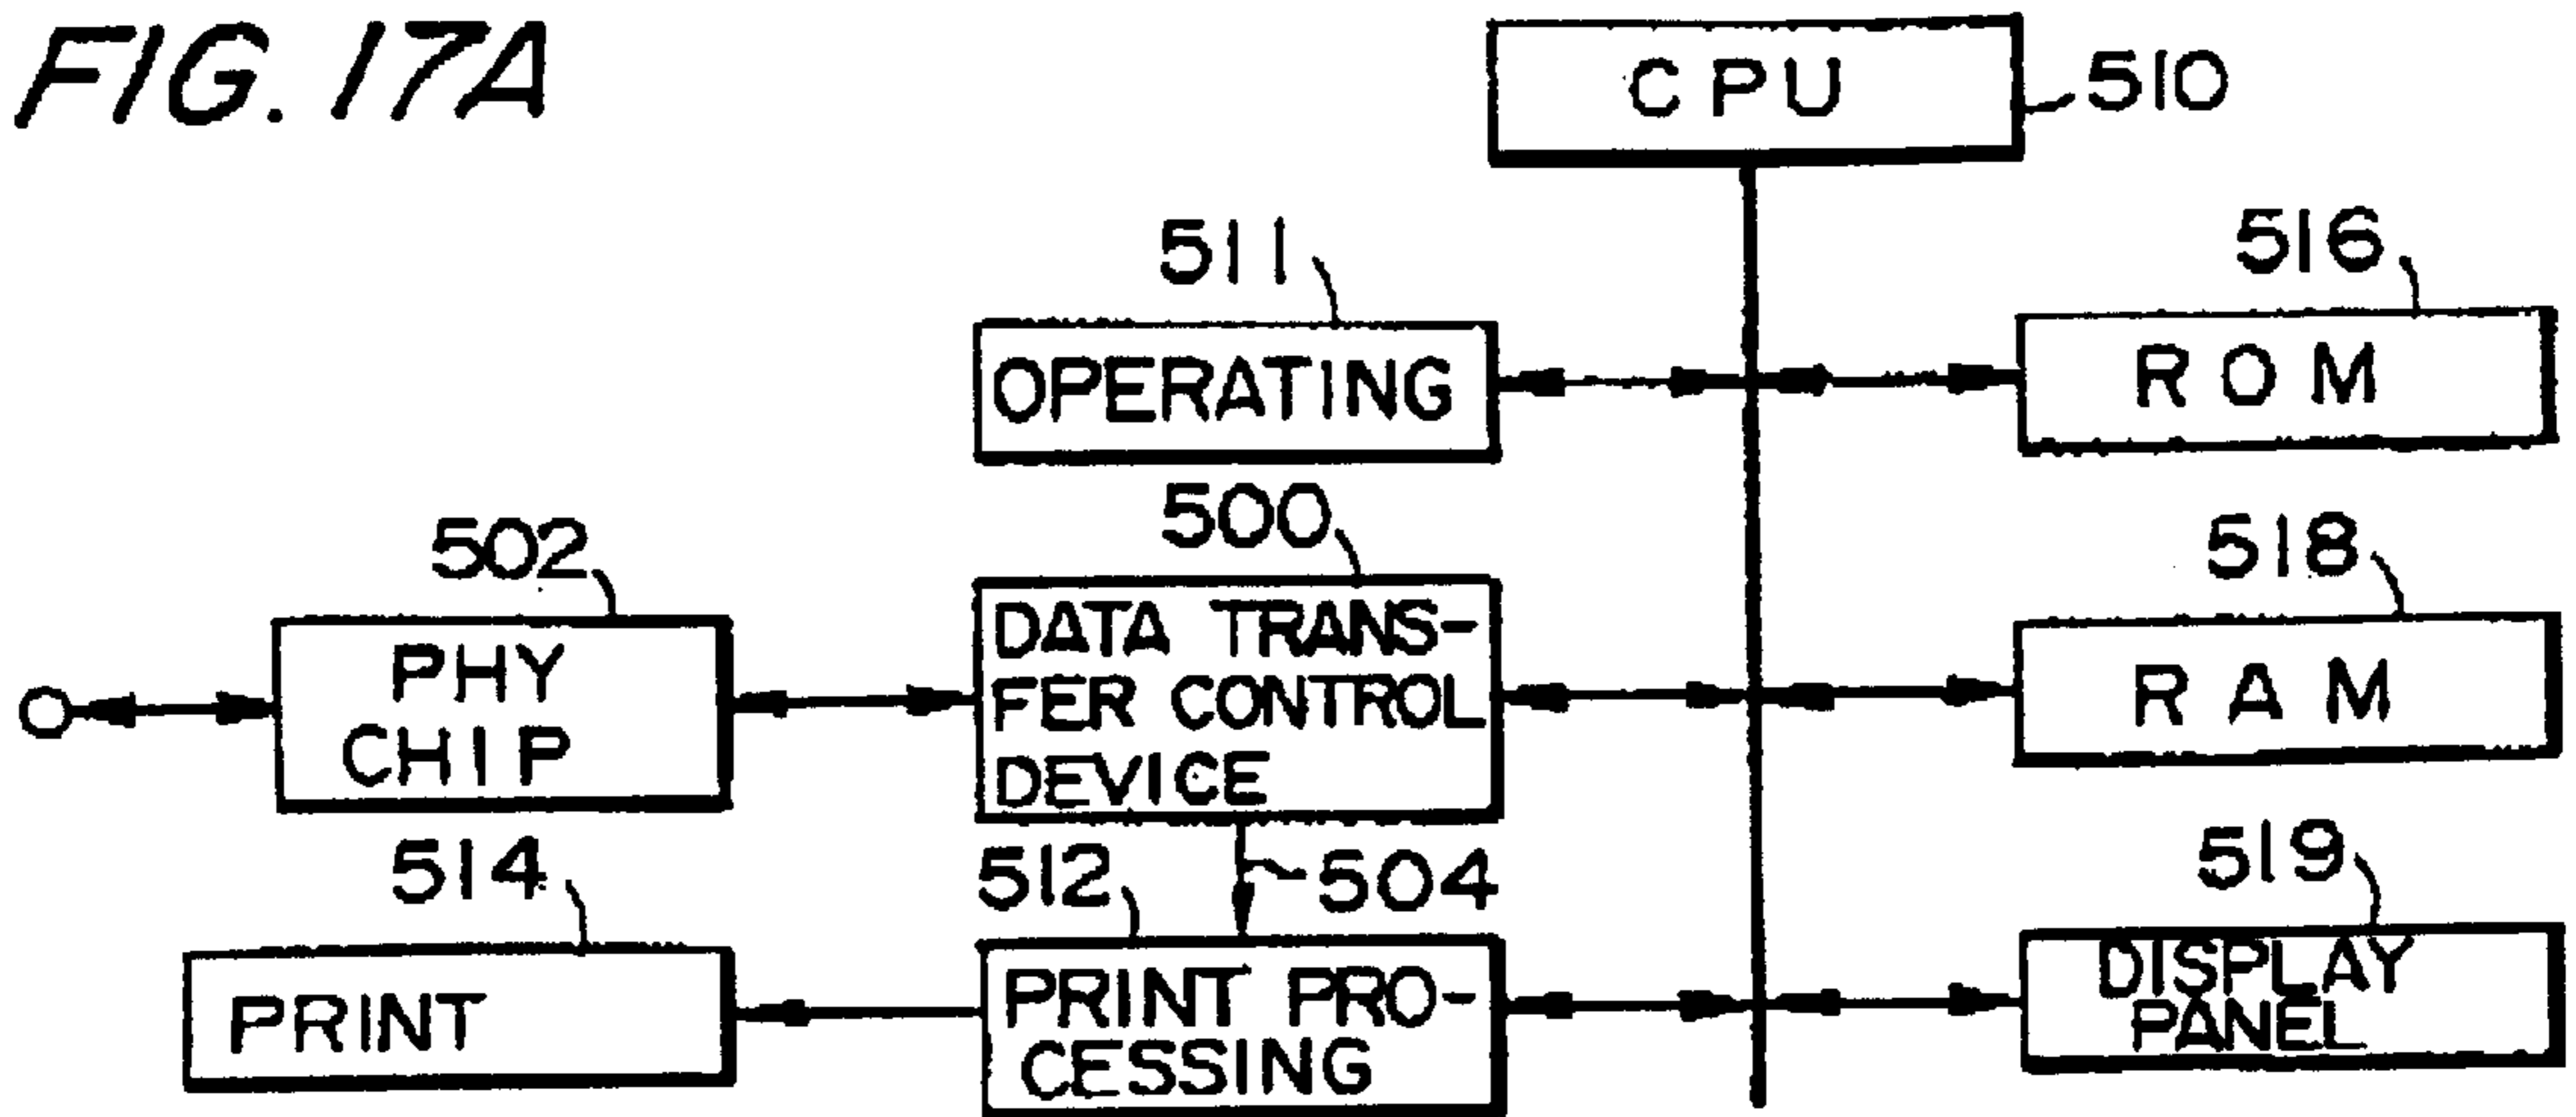 FIG. 17A
CPU
510
511
516
OPERATING
ROM
500
502
518
DATA TRANS-
FER CONTROL
DEVICE
PHY
CHIP
RAM
514
512
504
519
PRINT
PRINT PRO-
CESSING
DISPLAY
PANEL